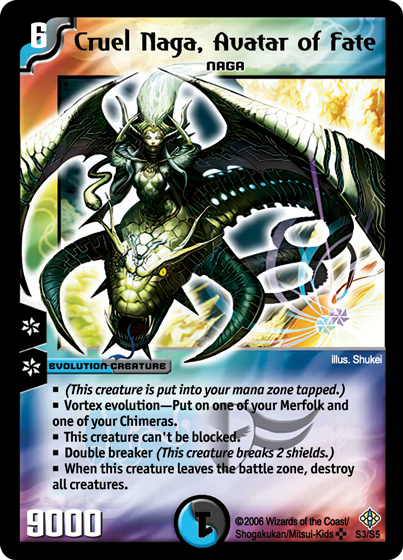 6 Cruel Naga, Avatar of Fate
NAGA
illus. Shukei
EVOLUTION CREATURE
▪ (This creature is put into your mana zone tapped.)
▪ Vortex evolution—Put on one of your Merfolk and
one of your Chimeras.
▪ This creature can't be blocked.
▪ Double breaker (This creature breaks 2 shields.)
▪ When this creature leaves the battle zone, destroy
all creatures.
9000
©2006 Wizards of the Coast/
Shogakukan/Mitsui-Kids
S3/S5